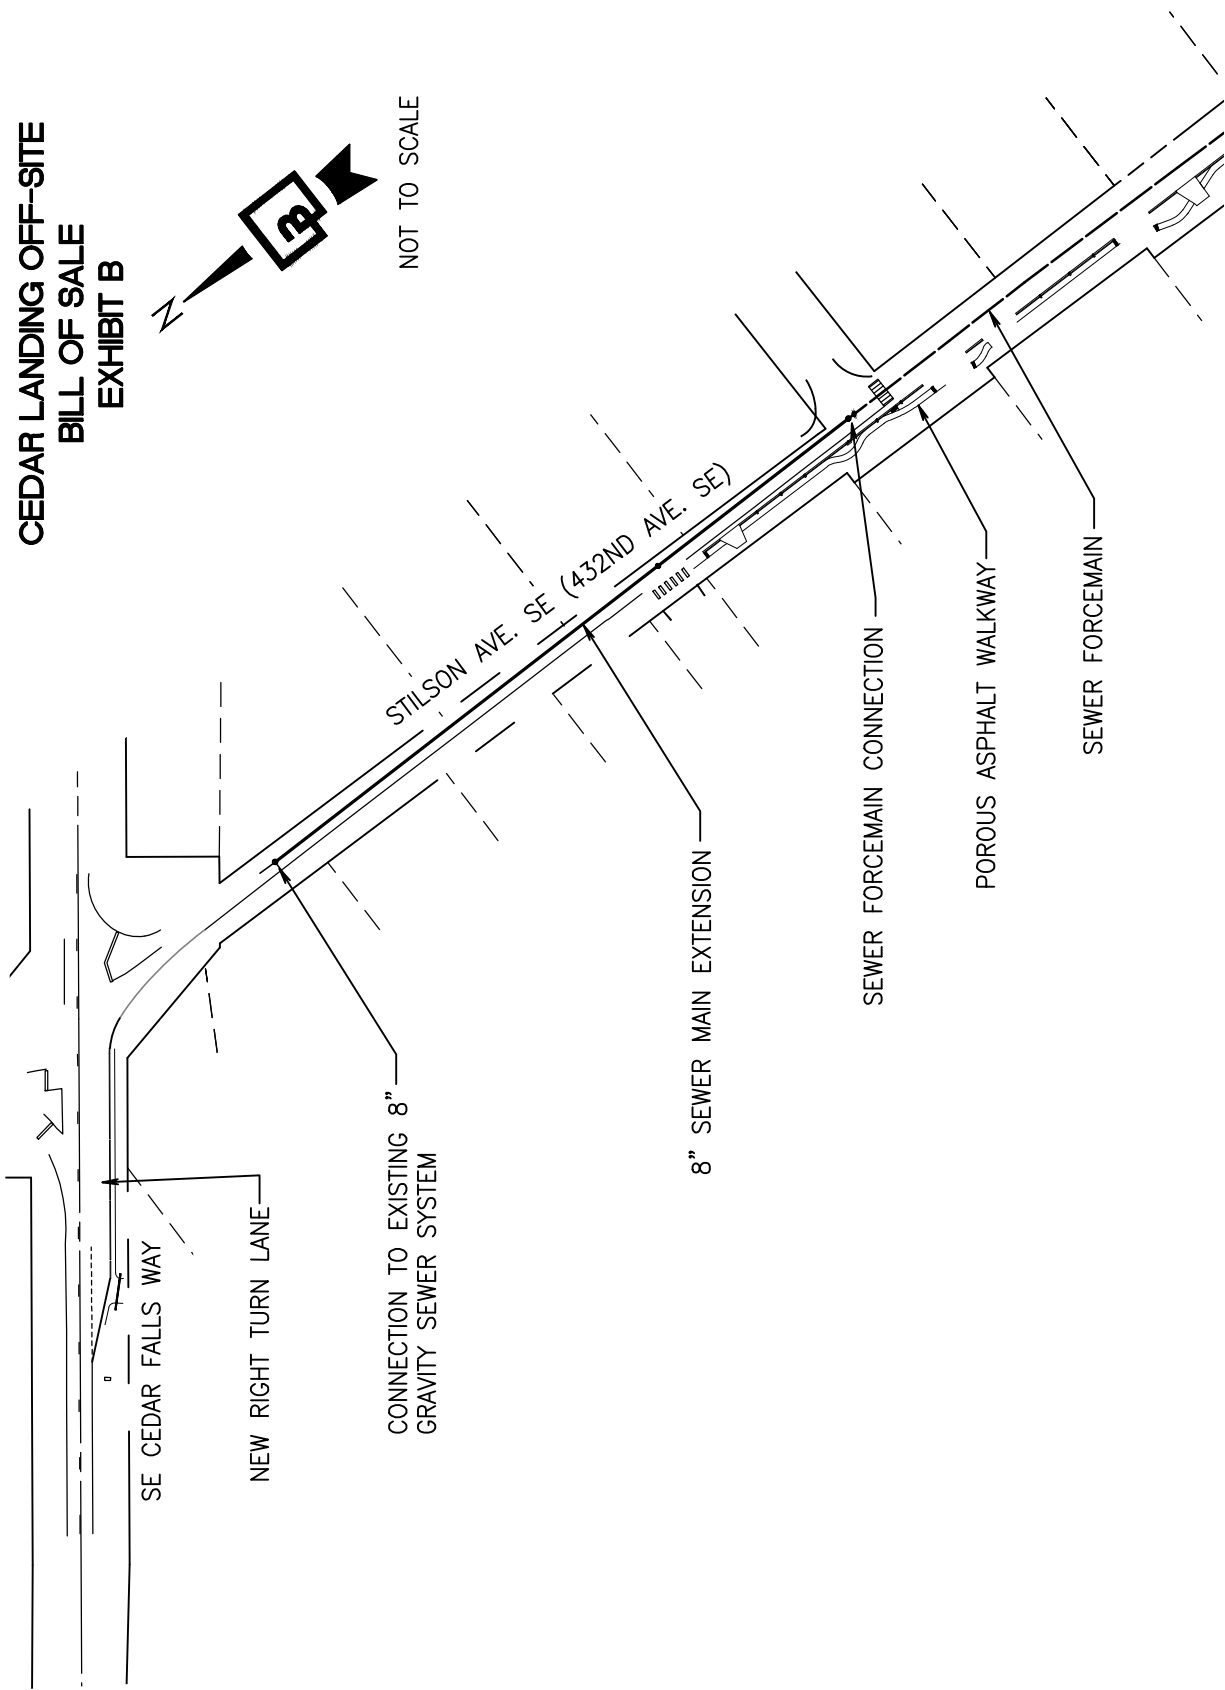 CEDAR LANDING OFF-SITE
BILL OF SALE
EXHIBIT B
N
B
NOT TO SCALE
STILSON AVE. SE (432ND AVE. SE)
SE CEDAR FALLS WAY
NEW RIGHT TURN LANE
CONNECTION TO EXISTING 8"
GRAVITY SEWER SYSTEM
8" SEWER MAIN EXTENSION
SEWER FORCEMAIN CONNECTION
POROUS ASPHALT WALKWAY
SEWER FORCEMAIN